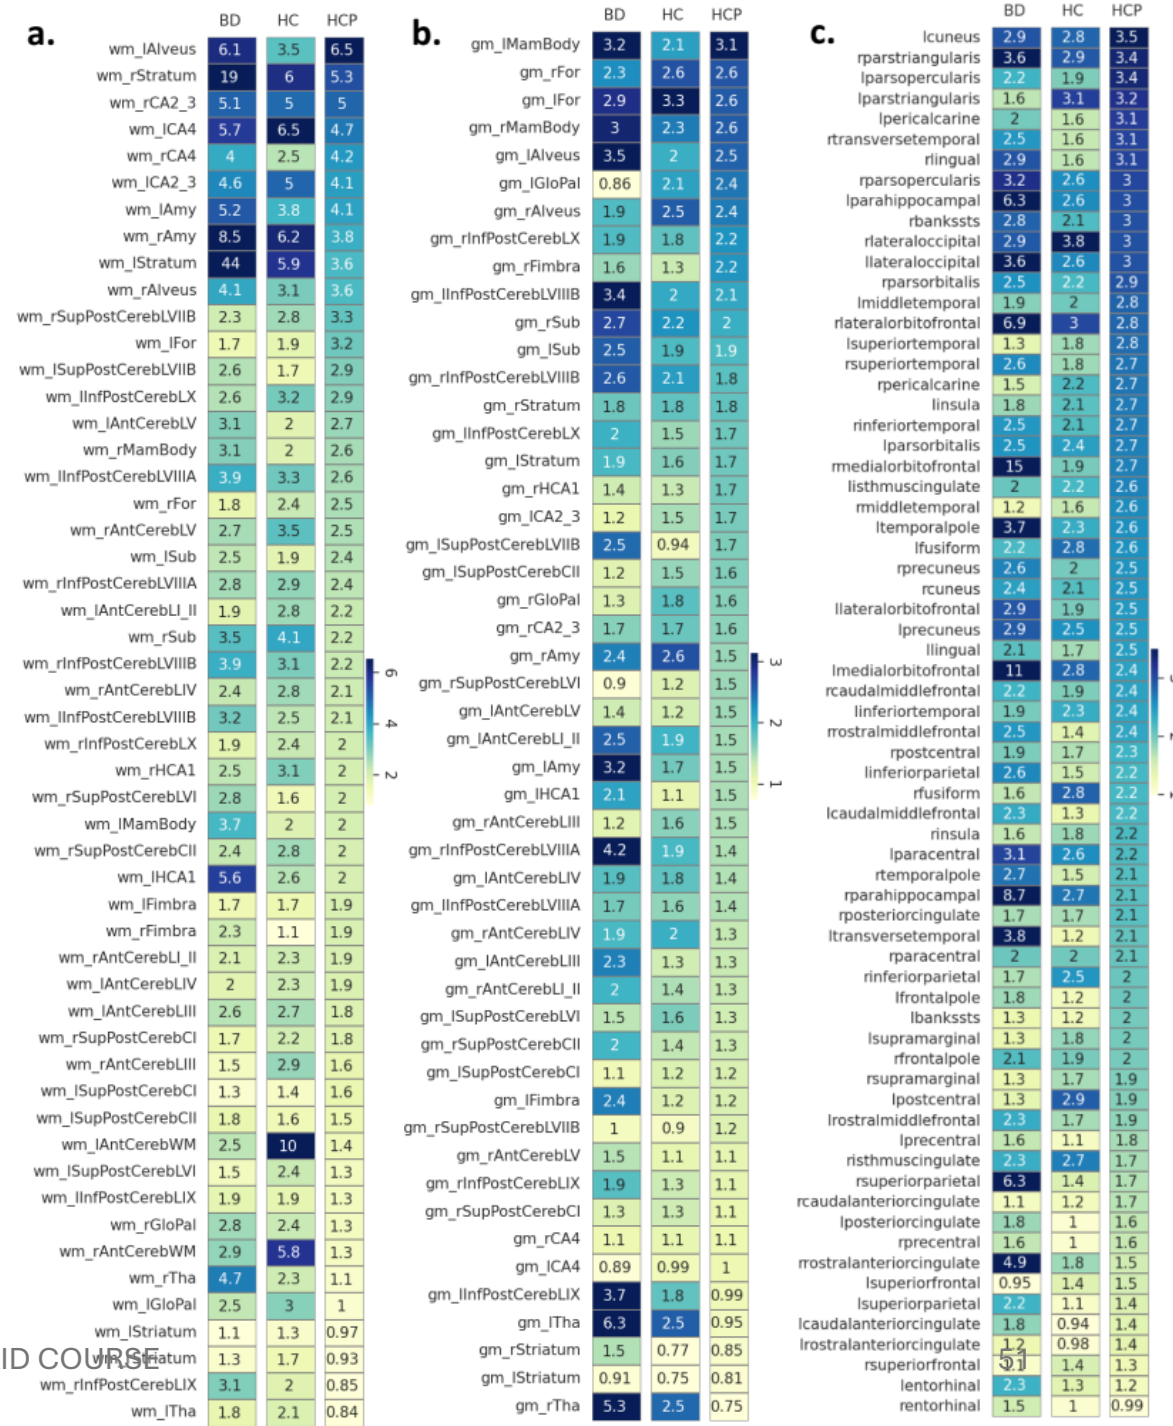 a.
BD HC HCP
wm_lAlveus 6.1 3.5 6.5
wm_rStratum 19 6 5.3
wm_rCA2_3 5.1 5 5
wm_lCA4 5.7 6.5 4.7
wm_rCA4 4 2.5 4.2
wm_lCA2_3 4.6 5 4.1
wm_lAmy 5.2 3.8 4.1
wm_rAmy 8.5 6.2 3.8
wm_lStratum 44 5.9 3.6
wm_rAlveus 4.1 3.1 3.6
wm_rSupPostCerebLVIIB 2.3 2.8 3.3
wm_lFor 1.7 1.9 3.2
wm_lSupPostCerebLVIIB 2.6 1.7 2.9
wm_lInfPostCerebLX 2.6 3.2 2.9
wm_lAntCerebLV 3.1 2 2.7
wm_rMamBody 3.1 2 2.6
wm_lInfPostCerebLVIIIA 3.9 3.3 2.6
wm_rFor 1.8 2.4 2.5
wm_rAntCerebLV 2.7 3.5 2.5
wm_lSub 2.5 1.9 2.4
wm_rInfPostCerebLVIIIA 2.8 2.9 2.4
wm_lAntCerebLI_II 1.9 2.8 2.2
wm_rSub 3.5 4.1 2.2
wm_rInfPostCerebLVIIIB 3.9 3.1 2.2
wm_rAntCerebLIV 2.4 2.8 2.1
wm_lInfPostCerebLVIIIB 3.2 2.5 2.1
wm_rInfPostCerebLX 1.9 2.4 2
wm_rHCA1 2.5 3.1 2
wm_rSupPostCerebLVI 2.8 1.6 2
wm_lMamBody 3.7 2 2
wm_rSupPostCerebCII 2.4 2.8 2
wm_lHCA1 5.6 2.6 2
wm_lFimbra 1.7 1.7 1.9
wm_rFimbra 2.3 1.1 1.9
wm_rAntCerebLI_II 2.1 2.3 1.9
wm_lAntCerebLIV 2 2.3 1.9
wm_lAntCerebLIII 2.6 2.7 1.8
wm_rSupPostCerebCI 1.7 2.2 1.8
wm_rAntCerebLIII 1.5 2.9 1.6
wm_lSupPostCerebCI 1.3 1.4 1.6
wm_lSupPostCerebCII 1.8 1.6 1.5
wm_lAntCerebWM 2.5 10 1.4
wm_lSupPostCerebLVI 1.5 2.4 1.3
wm_lInfPostCerebLIX 1.9 1.9 1.3
wm_rGloPal 2.8 2.4 1.3
wm_rAntCerebWM 2.9 5.8 1.3
wm_rTha 4.7 2.3 1.1
wm_lGloPal 2.5 3 1
wm_lStriatum 1.1 1.3 0.97
wm_rStriatum 1.3 1.7 0.93
wm_rInfPostCerebLIX 3.1 2 0.85
wm_lTha 1.8 2.1 0.84
6
4
2
b.
BD HC HCP
gm_lMamBody 3.2 2.1 3.1
gm_rFor 2.3 2.6 2.6
gm_lFor 2.9 3.3 2.6
gm_rMamBody 3 2.3 2.6
gm_lAlveus 3.5 2 2.5
gm_lGloPal 0.86 2.1 2.4
gm_rAlveus 1.9 2.5 2.4
gm_rInfPostCerebLX 1.9 1.8 2.2
gm_rFimbra 1.6 1.3 2.2
gm_lInfPostCerebLVIIIB 3.4 2 2.1
gm_rSub 2.7 2.2 2
gm_lSub 2.5 1.9 1.9
gm_rInfPostCerebLVIIIB 2.6 2.1 1.8
gm_rStratum 1.8 1.8 1.8
gm_lInfPostCerebLX 2 1.5 1.7
gm_lStratum 1.9 1.6 1.7
gm_rHCA1 1.4 1.3 1.7
gm_lCA2_3 1.2 1.5 1.7
gm_lSupPostCerebLVIIB 2.5 0.94 1.7
gm_lSupPostCerebCII 1.2 1.5 1.6
gm_rGloPal 1.3 1.8 1.6
gm_rCA2_3 1.7 1.7 1.6
gm_rAmy 2.4 2.6 1.5
gm_rSupPostCerebLVI 0.9 1.2 1.5
gm_lAntCerebLV 1.4 1.2 1.5
gm_lAntCerebLI_II 2.5 1.9 1.5
gm_lAmy 3.2 1.7 1.5
gm_lHCA1 2.1 1.1 1.5
gm_rAntCerebLIII 1.2 1.6 1.5
gm_rInfPostCerebLVIIIA 4.2 1.9 1.4
gm_lAntCerebLIV 1.9 1.8 1.4
gm_lInfPostCerebLVIIIA 1.7 1.6 1.4
gm_rAntCerebLIV 1.9 2 1.3
gm_lAntCerebLIII 2.3 1.3 1.3
gm_rAntCerebLI_II 2 1.4 1.3
gm_lSupPostCerebLVI 1.5 1.6 1.3
gm_rSupPostCerebCII 2 1.4 1.3
gm_lSupPostCerebCI 1.1 1.2 1.2
gm_lFimbra 2.4 1.2 1.2
gm_rSupPostCerebLVIIB 1 0.9 1.2
gm_rAntCerebLV 1.5 1.1 1.1
gm_rInfPostCerebLIX 1.9 1.3 1.1
gm_rSupPostCerebCI 1.3 1.3 1.1
gm_rCA4 1.1 1.1 1.1
gm_lCA4 0.89 0.99 1
gm_lInfPostCerebLIX 3.7 1.8 0.99
gm_lTha 6.3 2.5 0.95
gm_rStriatum 1.5 0.77 0.85
gm_lStriatum 0.91 0.75 0.81
gm_rTha 5.3 2.5 0.75
3
2
1
c.
BD HC HCP
lcuneus 2.9 2.8 3.5
rparstriangularis 3.6 2.9 3.4
lparsopercularis 2.2 1.9 3.4
lparstriangularis 1.6 3.1 3.2
lpericalcarine 2 1.6 3.1
rtransversetemporal 2.5 1.6 3.1
rlingual 2.9 1.6 3.1
rparsopercularis 3.2 2.6 3
lparahippocampal 6.3 2.6 3
rbankssts 2.8 2.1 3
rlateraloccipital 2.9 3.8 3
llateraloccipital 3.6 2.6 3
rparsorbitalis 2.5 2.2 2.9
lmiddletemporal 1.9 2 2.8
rlateralorbitofrontal 6.9 3 2.8
lsuperiortemporal 1.3 1.8 2.8
rsuperiortemporal 2.6 1.8 2.7
rpericalcarine 1.5 2.2 2.7
linsula 1.8 2.1 2.7
rinferiortemporal 2.5 2.1 2.7
lparsorbitalis 2.5 2.4 2.7
rmedialorbitofrontal 15 1.9 2.7
listhmuscingulate 2 2.2 2.6
rmiddletemporal 1.2 1.6 2.6
ltemporalpole 3.7 2.3 2.6
lfusiform 2.2 2.8 2.6
rprecuneus 2.6 2 2.5
rcuneus 2.4 2.1 2.5
llateralorbitofrontal 2.9 1.9 2.5
lprecuneus 2.9 2.5 2.5
llingual 2.1 1.7 2.5
lmedialorbitofrontal 11 2.8 2.4
rcaudalmiddlefrontal 2.2 1.9 2.4
linferiortemporal 1.9 2.3 2.4
rrostralmiddlefrontal 2.5 1.4 2.4
rpostcentral 1.9 1.7 2.3
linferiorparietal 2.6 1.5 2.2
rfusiform 1.6 2.8 2.2
lcaudalmiddlefrontal 2.3 1.3 2.2
rinsula 1.6 1.8 2.2
lparacentral 3.1 2.6 2.2
rtemporalpole 2.7 1.5 2.1
rparahippocampal 8.7 2.7 2.1
rposteriorcingulate 1.7 1.7 2.1
ltransversetemporal 3.8 1.2 2.1
rparacentral 2 2 2.1
rinferiorparietal 1.7 2.5 2
lfrontalpole 1.8 1.2 2
lbankssts 1.3 1.2 2
lsupramarginal 1.3 1.8 2
rfrontalpole 2.1 1.9 2
rsupramarginal 1.3 1.7 1.9
lpostcentral 1.3 2.9 1.9
lrostralmiddlefrontal 2.3 1.7 1.9
lprecentral 1.6 1.1 1.8
risthmuscingulate 2.3 2.7 1.7
rsuperiorparietal 6.3 1.4 1.7
rcaudalanteriorcingulate 1.1 1.2 1.7
lposteriorcingulate 1.8 1 1.6
rprecentral 1.6 1 1.6
rrostralanteriorcingulate 4.9 1.8 1.5
lsuperiorfrontal 0.95 1.4 1.5
lsuperiorparietal 2.2 1.1 1.4
lcaudalanteriorcingulate 1.8 0.94 1.4
lrostralanteriorcingulate 1.2 0.98 1.4
rsuperiorfrontal 1.1 1.4 1.3
lentorhinal 2.3 1.3 1.2
rentorhinal 1.5 1 0.99
ID COURSE
51